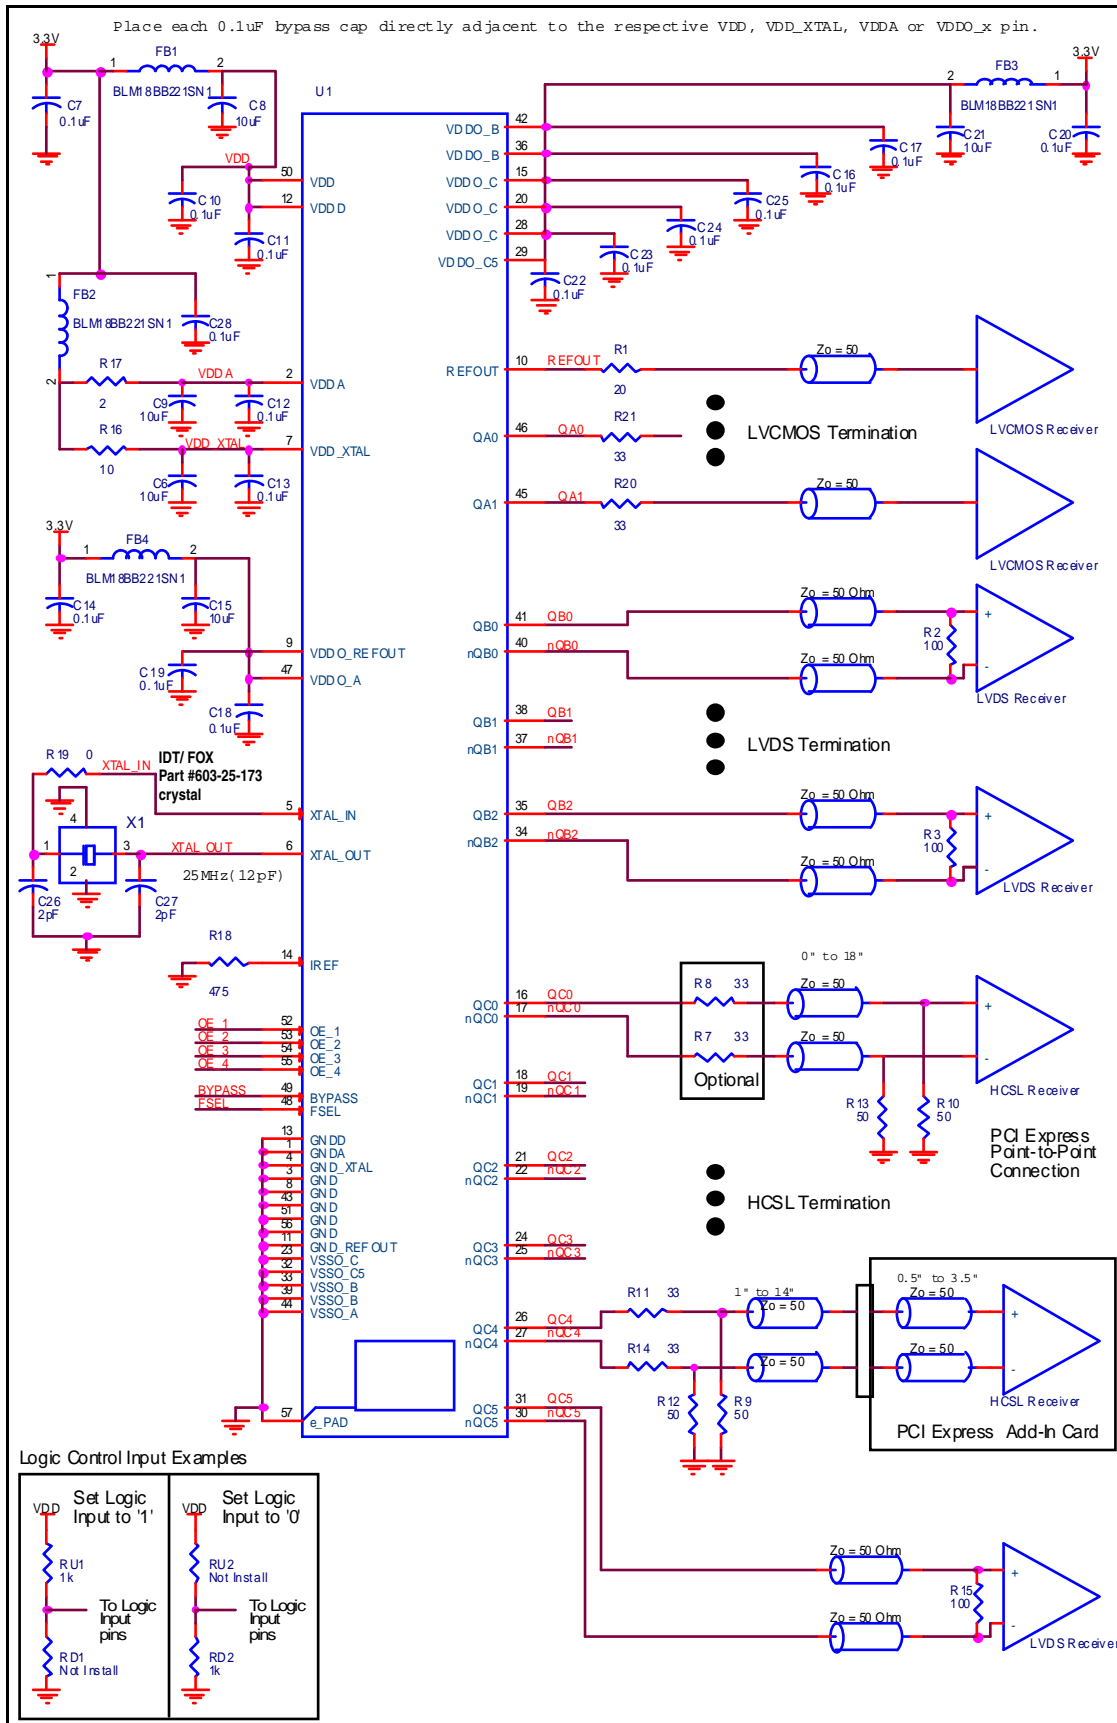 Place each 0.1uF bypass cap directly adjacent to the respective VDD, VDD_XTAL, VDDA or VDDO_x pin.
3.3V
1
FB1
2
BLM18BB221SN1
C7
0.1uF
C8
10uF
VDD
C10
0.1uF
C11
0.1uF
1
FB2
BLM18BB221SN1
2
C28
0.1uF
R17
2
VDDA
C9
10uF
C12
0.1uF
R16
10
VDD_XTAL
C6
10uF
C13
0.1uF
3.3V
1
FB4
2
BLM18BB221SN1
C14
0.1uF
C15
10uF
C19
0.1uF
C18
0.1uF
R19
0
XTAL_IN
IDT/ FOX
Part #603-25-173
crystal
X1
4
1
3
2
XTAL_OUT
25MHz(12pF)
C26
2pF
C27
2pF
R18
475
OE_1
OE_2
OE_3
OE_4
BYPASS
FSEL
U1
50 VDD
12 VDDD
2 VDDA
7 VDD_XTAL
9 VDDO_REFOUT
47 VDDO_A
5 XTAL_IN
6 XTAL_OUT
14 IREF
52 OE_1
53 OE_2
54 OE_3
55 OE_4
49 BYPASS
48 FSEL
13 GNDD
1 GNDA
4 GND_XTAL
3 GND
8 GND
43 GND
51 GND
56 GND
11 GND_REFOUT
23 VSSO_C
32 VSSO_C5
33 VSSO_B
39 VSSO_B
44 VSSO_A
57 e_PAD
VDDO_B 42
VDDO_B 36
VDDO_C 15
VDDO_C 20
VDDO_C 28
VDDO_C5 29
2
FB3
1
3.3V
BLM18BB221SN1
C21
10uF
C20
0.1uF
C17
0.1uF
C16
0.1uF
C25
0.1uF
C24
0.1uF
C23
0.1uF
C22
0.1uF
REFOUT 10 REFOUT
R1
20
Zo = 50
LVCMOS Receiver
QA0 46 QA0
R21
33
LVCMOS Termination
QA1 45 QA1
R20
33
Zo = 50
LVCMOS Receiver
QB0 41 QB0
nQB0 40 nQB0
Zo = 50 Ohm
Zo = 50 Ohm
R2
100
+
-
LVDS Receiver
QB1 38 QB1
nQB1 37 nQB1
LVDS Termination
QB2 35 QB2
nQB2 34 nQB2
Zo = 50 Ohm
Zo = 50 Ohm
R3
100
+
-
LVDS Receiver
QC0 16 QC0
nQC0 17 nQC0
R8 33
R7 33
Optional
0" to 18"
Zo = 50
Zo = 50
R13
50
R10
50
+
-
HCSL Receiver
PCI Express
Point-to-Point
Connection
QC1 18 QC1
nQC1 19 nQC1
QC2 21 QC2
nQC2 22 nQC2
HCSL Termination
QC3 24 QC3
nQC3 25 nQC3
QC4 26 QC4
nQC4 27 nQC4
R11 33
R14 33
R12
50
R9
50
1" to 14"
Zo = 50
Zo = 50
0.5" to 3.5"
Zo = 50
Zo = 50
+
-
HCSL Receiver
PCI Express Add-In Card
QC5 31 QC5
nQC5 30 nQC5
Zo = 50 Ohm
Zo = 50 Ohm
R15
100
+
-
LVDS Receiver
Logic Control Input Examples
VDD
Set Logic
Input to '1'
RU1
1k
To Logic
Input
pins
RD1
Not Install
VDD
Set Logic
Input to '0'
RU2
Not Install
To Logic
Input
pins
RD2
1k